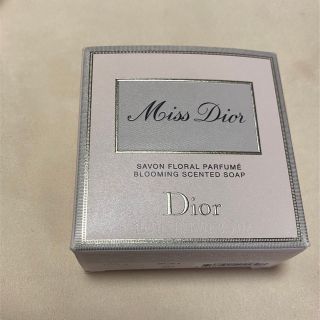 Miss Dior
SAVON FLORAL PARFUMÉ
BLOOMING SCENTED SOAP
Dior